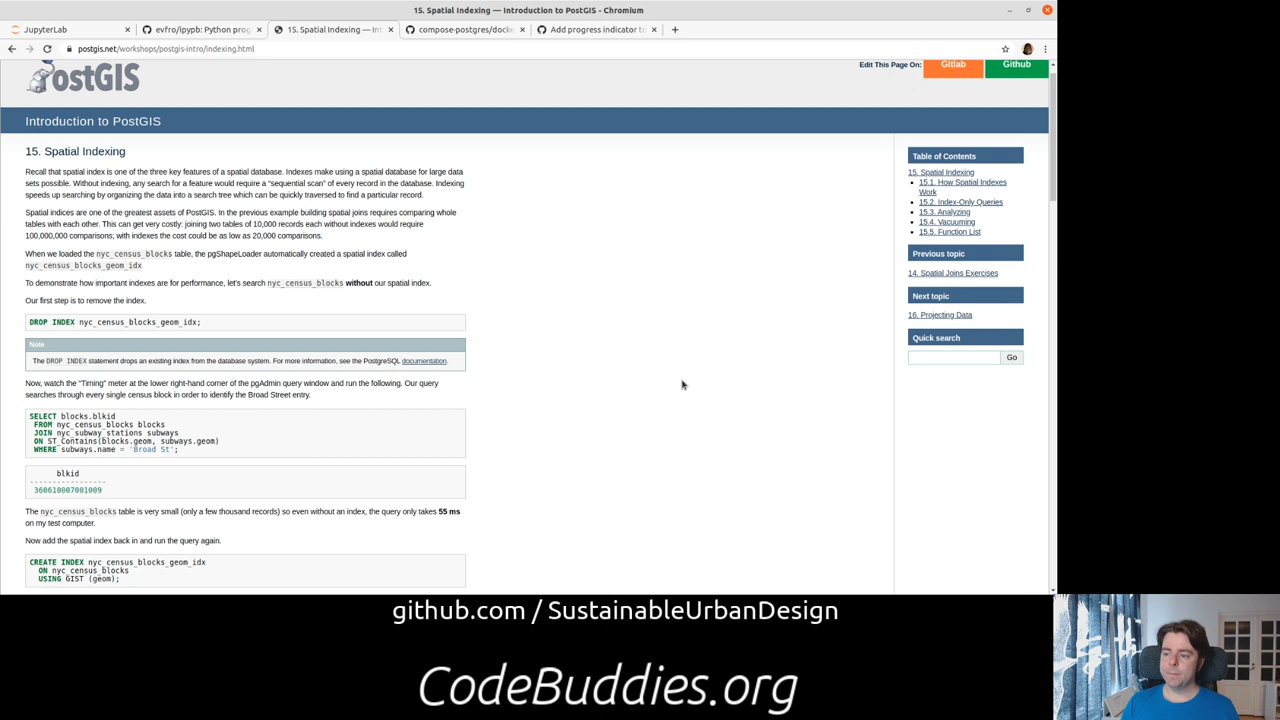 15. Spatial Indexing — Introduction to PostGIS - Chromium
JupyterLab
evfro/ipypb: Python prog
15. Spatial Indexing — Int
compose-postgres/docke
Add progress indicator to
postgis.net/workshops/postgis-intro/indexing.html
PostGIS
Edit This Page On:
Gitlab
Github
Introduction to PostGIS
15. Spatial Indexing
Recall that spatial index is one of the three key features of a spatial database. Indexes make using a spatial database for large data
sets possible. Without indexing, any search for a feature would require a “sequential scan” of every record in the database. Indexing
speeds up searching by organizing the data into a search tree which can be quickly traversed to find a particular record.
Spatial indices are one of the greatest assets of PostGIS. In the previous example building spatial joins requires comparing whole
tables with each other. This can get very costly: joining two tables of 10,000 records each without indexes would require
100,000,000 comparisons; with indexes the cost could be as low as 20,000 comparisons.
When we loaded the nyc_census_blocks table, the pgShapeLoader automatically created a spatial index called
nyc_census_blocks_geom_idx
To demonstrate how important indexes are for performance, let's search nyc_census_blocks without our spatial index.
Our first step is to remove the index.
DROP INDEX nyc_census_blocks_geom_idx;
Note
The DROP INDEX statement drops an existing index from the database system. For more information, see the PostgreSQL documentation.
Now, watch the “Timing” meter at the lower right-hand corner of the pgAdmin query window and run the following. Our query
searches through every single census block in order to identify the Broad Street entry.
SELECT blocks.blkid
FROM nyc_census_blocks blocks
JOIN nyc_subway_stations subways
ON ST_Contains(blocks.geom, subways.geom)
WHERE subways.name = 'Broad St';
blkid
-----------------
360610007001009
The nyc_census_blocks table is very small (only a few thousand records) so even without an index, the query only takes 55 ms
on my test computer.
Now add the spatial index back in and run the query again.
CREATE INDEX nyc_census_blocks_geom_idx
ON nyc_census_blocks
USING GIST (geom);
Table of Contents
15. Spatial Indexing
15.1. How Spatial Indexes
Work
15.2. Index-Only Queries
15.3. Analyzing
15.4. Vacuuming
15.5. Function List
Previous topic
14. Spatial Joins Exercises
Next topic
16. Projecting Data
Quick search
Go
github.com / SustainableUrbanDesign
CodeBuddies.org